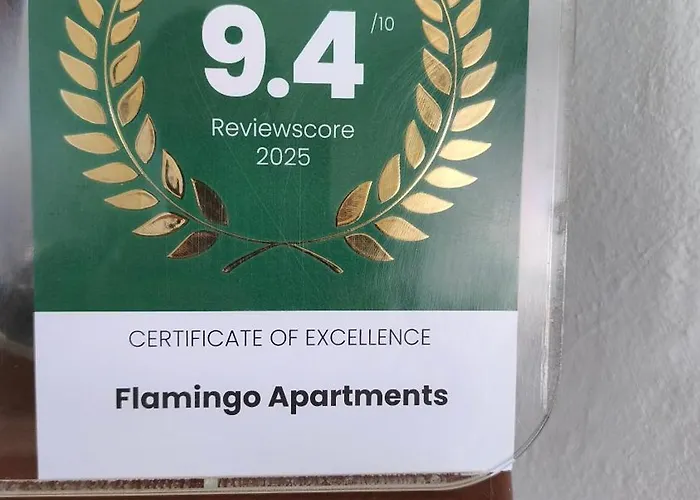 9.4 /10
Reviewscore
2025
CERTIFICATE OF EXCELLENCE
Flamingo Apartments